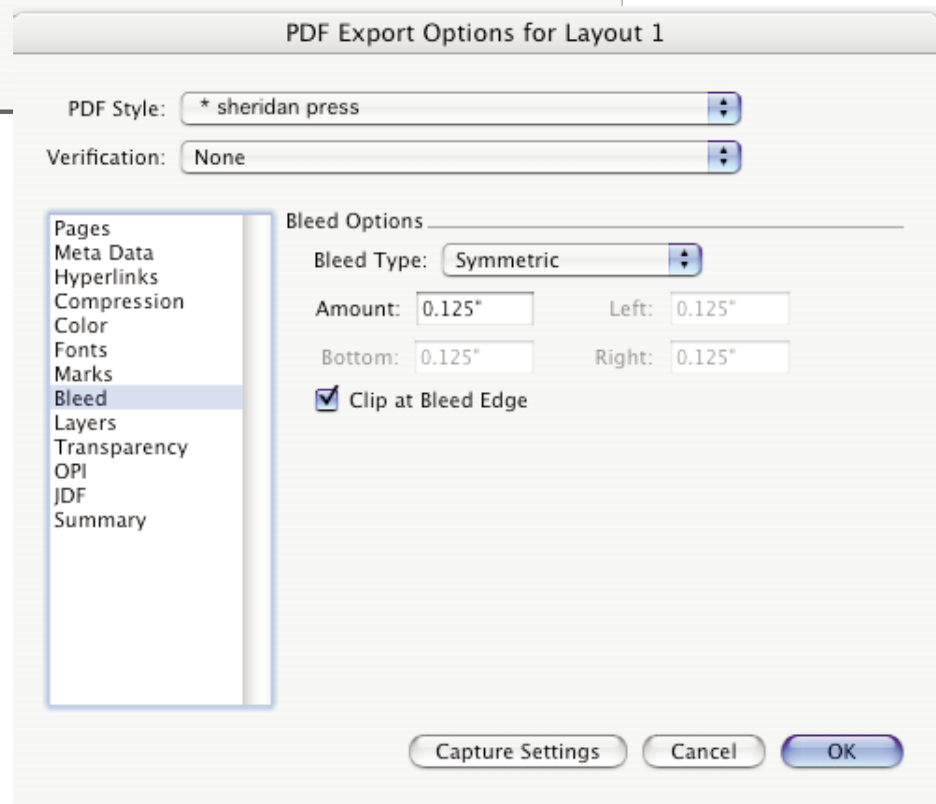 PDF Export Options for Layout 1
PDF Style: * sheridan press
Verification: None
Pages
Meta Data
Hyperlinks
Compression
Color
Fonts
Marks
Bleed
Layers
Transparency
OPI
JDF
Summary
Bleed Options
Bleed Type: Symmetric
Amount: 0.125" Left: 0.125"
Bottom: 0.125" Right: 0.125"
Clip at Bleed Edge
Capture Settings Cancel OK